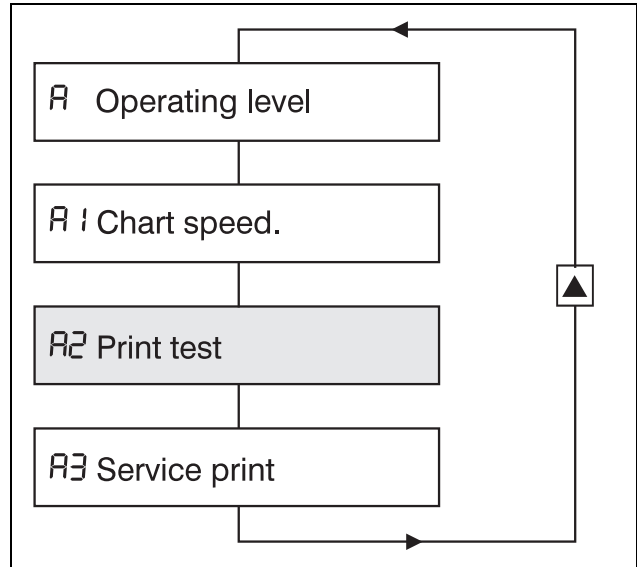 A Operating level
A1 Chart speed.
A2 Print test
A3 Service print